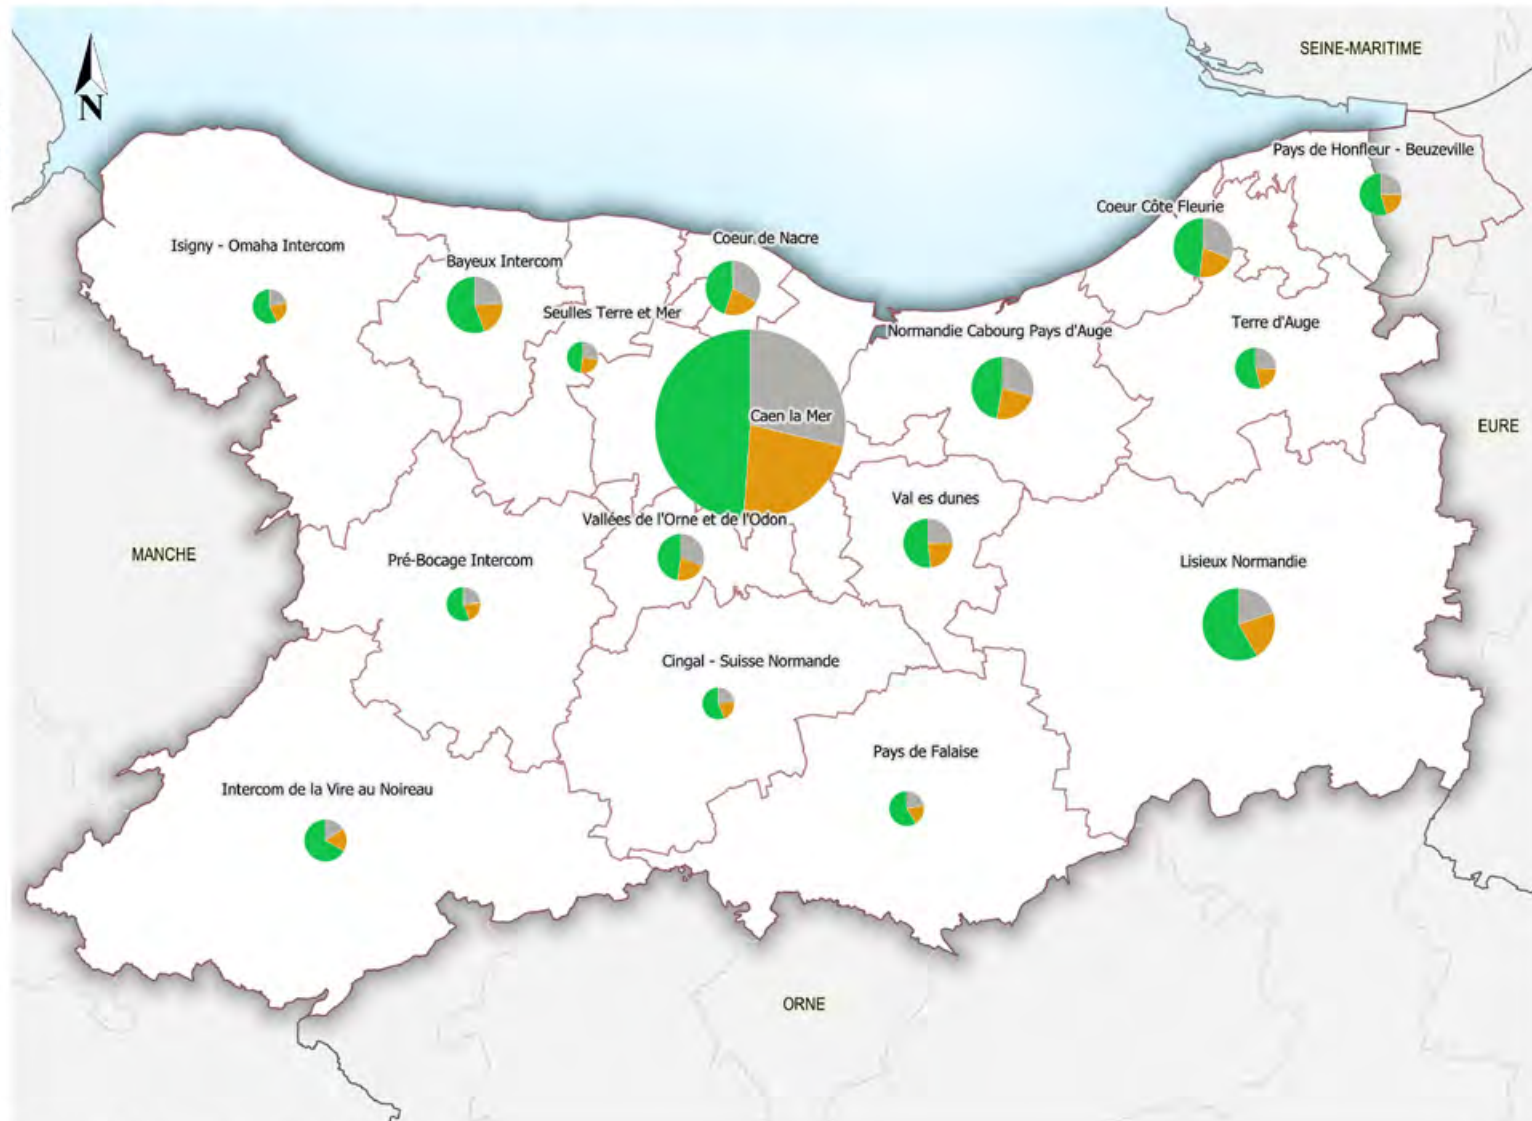 SEINE-MARITIME
N
Pays de Honfleur - Beuzeville
Coeur Côte Fleurie
Coeur de Nacre
Isigny - Omaha Intercom
Bayeux Intercom
Seulles Terre et Mer
Terre d'Auge
Normandie Cabourg Pays d'Auge
Caen la Mer
EURE
Val es dunes
Vallées de l'Orne et de l'Odon
MANCHE
Pré-Bocage Intercom
Lisieux Normandie
Cingal - Suisse Normande
Pays de Falaise
Intercom de la Vire au Noireau
ORNE